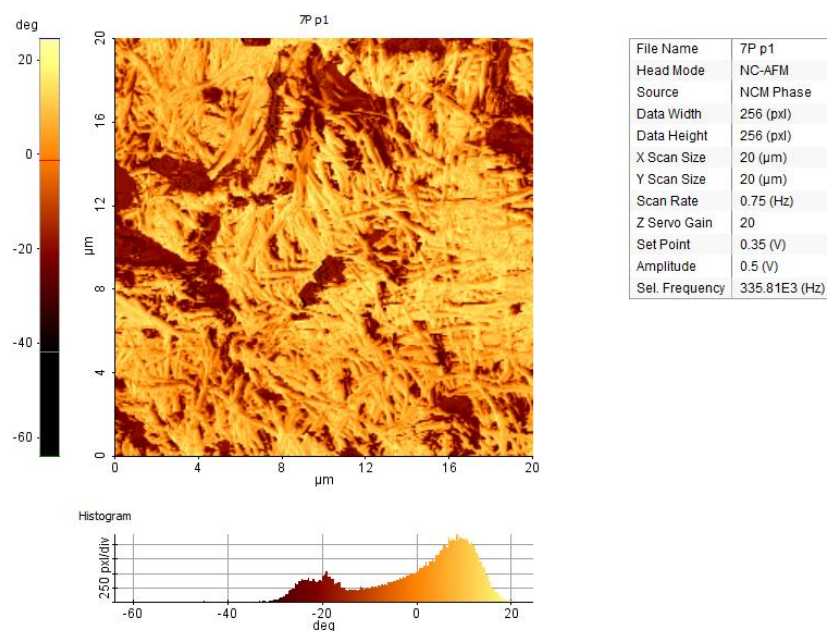 deg
7P p1
20
0
-20
-40
-60
20
16
12
8
4
0
μm
0 4 8 12 16 20
μm
File Name 7P p1
Head Mode NC-AFM
Source NCM Phase
Data Width 256 (pxl)
Data Height 256 (pxl)
X Scan Size 20 (μm)
Y Scan Size 20 (μm)
Scan Rate 0.75 (Hz)
Z Servo Gain 20
Set Point 0.35 (V)
Amplitude 0.5 (V)
Sel. Frequency 335.81E3 (Hz)
Histogram
250 pxl/div
-60 -40 -20 0 20
deg